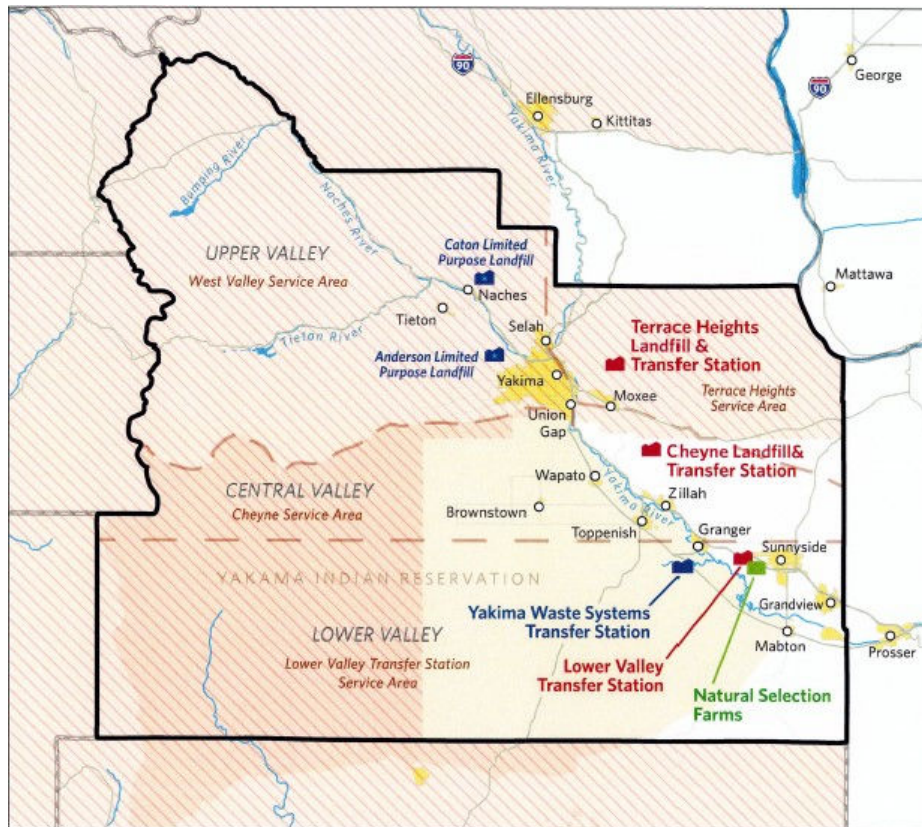 90
90
George
Ellensburg
Kittitas
Yakima River
Bumping River
Naches River
UPPER VALLEY
West Valley Service Area
Caton Limited
Purpose Landfill
Naches
Mattawa
Tieton
Tieton River
Selah
Terrace Heights
Landfill &
Transfer Station
Anderson Limited
Purpose Landfill
Yakima
Moxee
Terrace Heights
Service Area
Union
Gap
Cheyne Landfill&
Transfer Station
Wapato
Yakima River
CENTRAL VALLEY
Cheyne Service Area
Zillah
Brownstown
Toppenish
Granger
Sunnyside
YAKAMA INDIAN RESERVATION
Yakima Waste Systems
Transfer Station
Grandview
LOWER VALLEY
Lower Valley Transfer Station
Service Area
Mabton
Prosser
Lower Valley
Transfer Station
Natural Selection
Farms